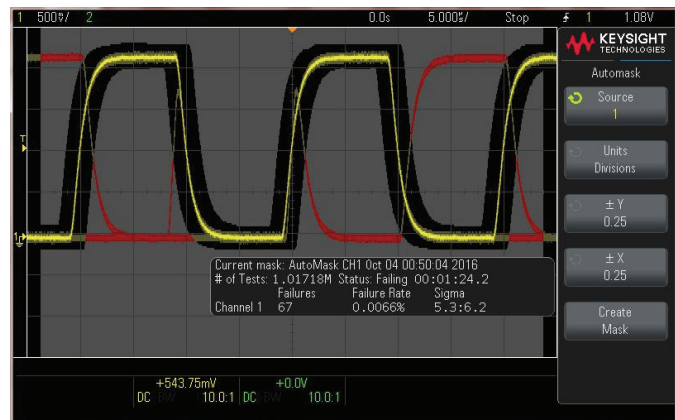 1 500♉/ 2 0.0s 5.000♉/ Stop 1 1.08V
KEYSIGHT
TECHNOLOGIES
Automask
Source
1
Units
Divisions
± Y
0.25
± X
0.25
Create
Mask
T
1
Current mask: AutoMask CH1 Oct 04 00:50:04 2016
# of Tests: 1.01718M Status: Failing 00:01:24.2
Failures Failure Rate Sigma
Channel 1 67 0.0066% 5.3:6.2
+543.75mV +0.0V
DC BW 10.0:1 DC BW 10.0:1